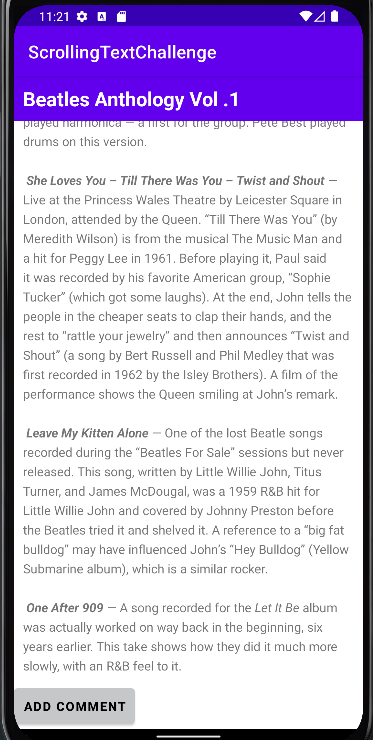 11:21
ScrollingTextChallenge
Beatles Anthology Vol .1
played harmonica — a first for the group. Pete Best played
drums on this version.
She Loves You – Till There Was You – Twist and Shout —
Live at the Princess Wales Theatre by Leicester Square in
London, attended by the Queen. “Till There Was You” (by
Meredith Wilson) is from the musical The Music Man and
a hit for Peggy Lee in 1961. Before playing it, Paul said
it was recorded by his favorite American group, “Sophie
Tucker” (which got some laughs). At the end, John tells the
people in the cheaper seats to clap their hands, and the
rest to “rattle your jewelry” and then announces “Twist and
Shout” (a song by Bert Russell and Phil Medley that was
first recorded in 1962 by the Isley Brothers). A film of the
performance shows the Queen smiling at John’s remark.
Leave My Kitten Alone — One of the lost Beatle songs
recorded during the “Beatles For Sale” sessions but never
released. This song, written by Little Willie John, Titus
Turner, and James McDougal, was a 1959 R&B hit for
Little Willie John and covered by Johnny Preston before
the Beatles tried it and shelved it. A reference to a “big fat
bulldog” may have influenced John’s “Hey Bulldog” (Yellow
Submarine album), which is a similar rocker.
One After 909 — A song recorded for the Let It Be album
was actually worked on way back in the beginning, six
years earlier. This take shows how they did it much more
slowly, with an R&B feel to it.
ADD COMMENT